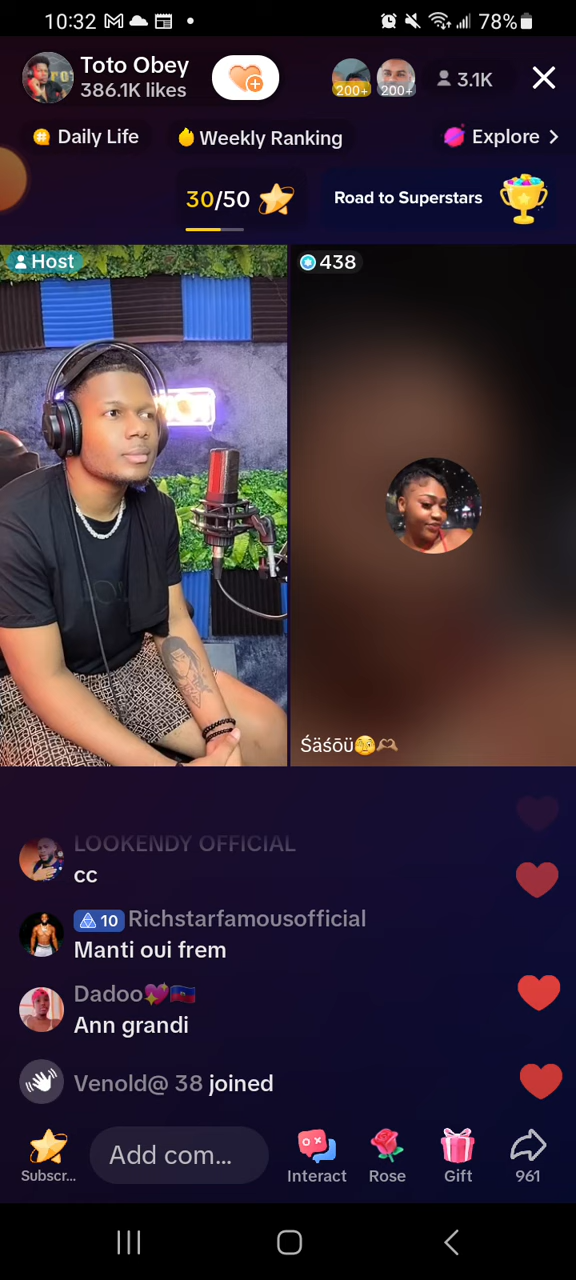 10:32
78%
Toto Obey
386.1K likes
200+
200+
3.1K
Daily Life
Weekly Ranking
Explore >
30/50
Road to Superstars
Host
438
Śäśōü🫣🫶🏽
LOOKENDY OFFICIAL
cc
10 Richstarfamousofficial
Manti oui frem
Dadoo💖🇭🇹
Ann grandi
Venold@ 38 joined
Subscr...
Add com...
Interact
Rose
Gift
961